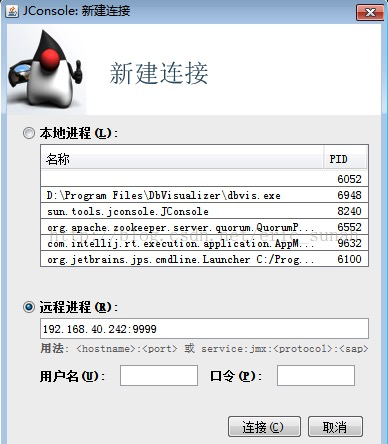 JConsole: 新建连接
新建连接
本地进程(L):
名称 PID
6052
D:\Program Files\DbVisualizer\dbvis.exe 6948
sun.tools.jconsole.JConsole 8240
org.apache.zookeeper.server.quorum.QuorumP... 6552
com.intellij.rt.execution.application.AppM... 9632
org.jetbrains.jps.cmdline.Launcher C:/Prog... 6100
远程进程(R):
192.168.40.242:9999
用法: <hostname>:<port> 或 service:jmx:<protocol>:<sap>
用户名(U): 口令(P):
连接(C) 取消